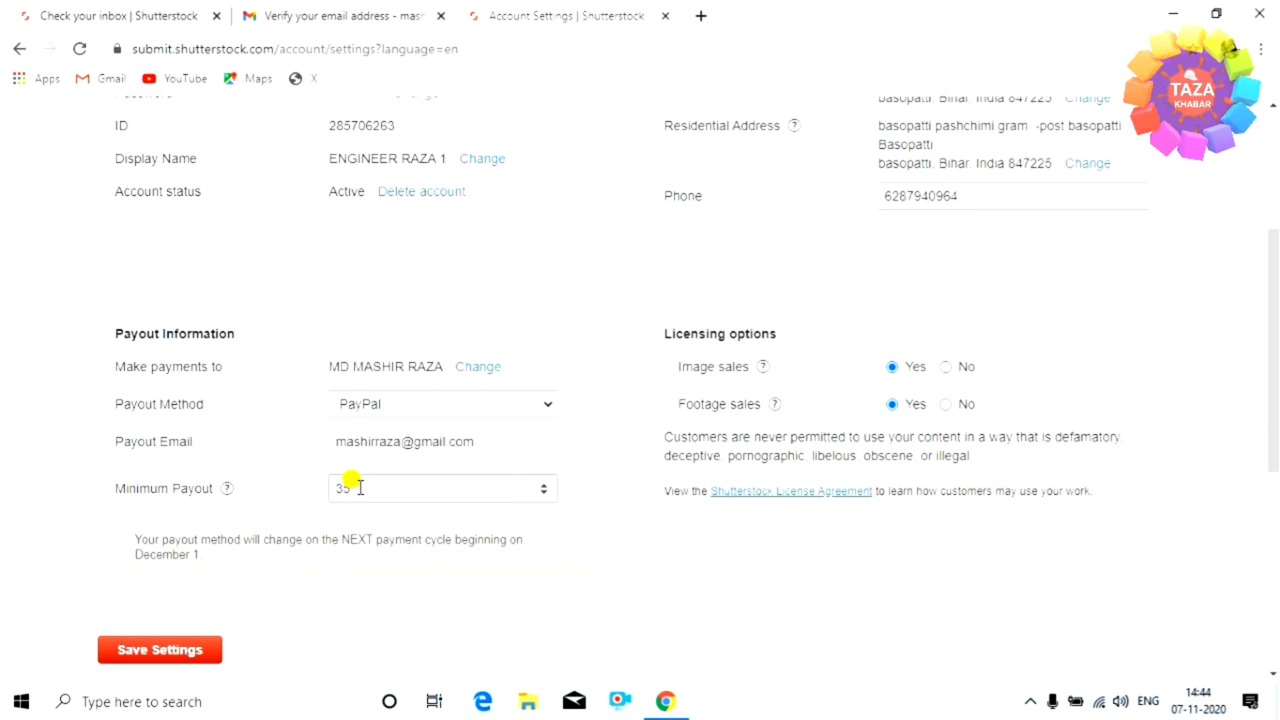 Check your inbox | Shutterstock
Verify your email address - mas
Account Settings | Shutterstock
submit.shutterstock.com/account/settings?language=en
Apps
Gmail
YouTube
Maps
X
TAZA
KHABAR
basopatti, Bihar, India 847225 Change
ID
285706263
Residential Address
basopatti pashchimi gram -post basopatti
Basopatti
basopatti, Bihar, India 847225 Change
Display Name
ENGINEER RAZA 1 Change
Account status
Active Delete account
Phone
6287940964
Payout Information
Make payments to
MD MASHIR RAZA Change
Payout Method
PayPal
Payout Email
mashirraza@gmail.com
Minimum Payout
35
Your payout method will change on the NEXT payment cycle beginning on
December 1
Licensing options
Image sales
Yes No
Footage sales
Yes No
Customers are never permitted to use your content in a way that is defamatory,
deceptive, pornographic, libelous, obscene, or illegal
View the Shutterstock License Agreement to learn how customers may use your work.
Save Settings
Type here to search
ENG
14:44
07-11-2020